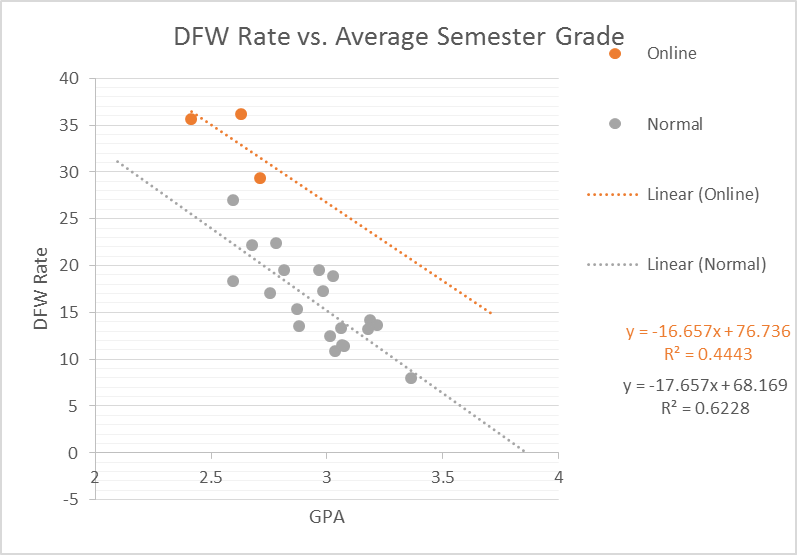 DFW Rate vs. Average Semester Grade
Online
Normal
Linear (Online)
Linear (Normal)
y = -16.657x + 76.736
R² = 0.4443
y = -17.657x + 68.169
R² = 0.6228
40
35
30
25
20
15
10
5
0
-5
DFW Rate
2
2.5
3
3.5
4
GPA